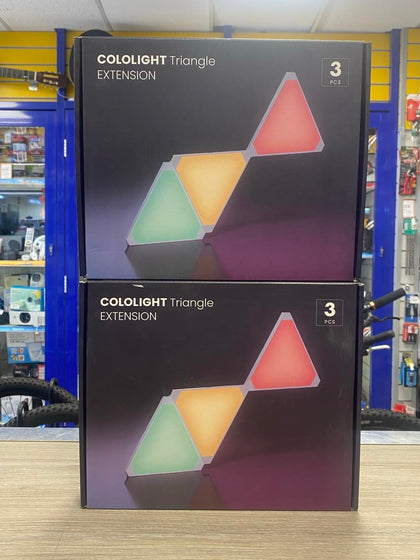 COLOLIGHT Triangle
EXTENSION
3
PCS
COLOLIGHT Triangle
EXTENSION
3
PCS